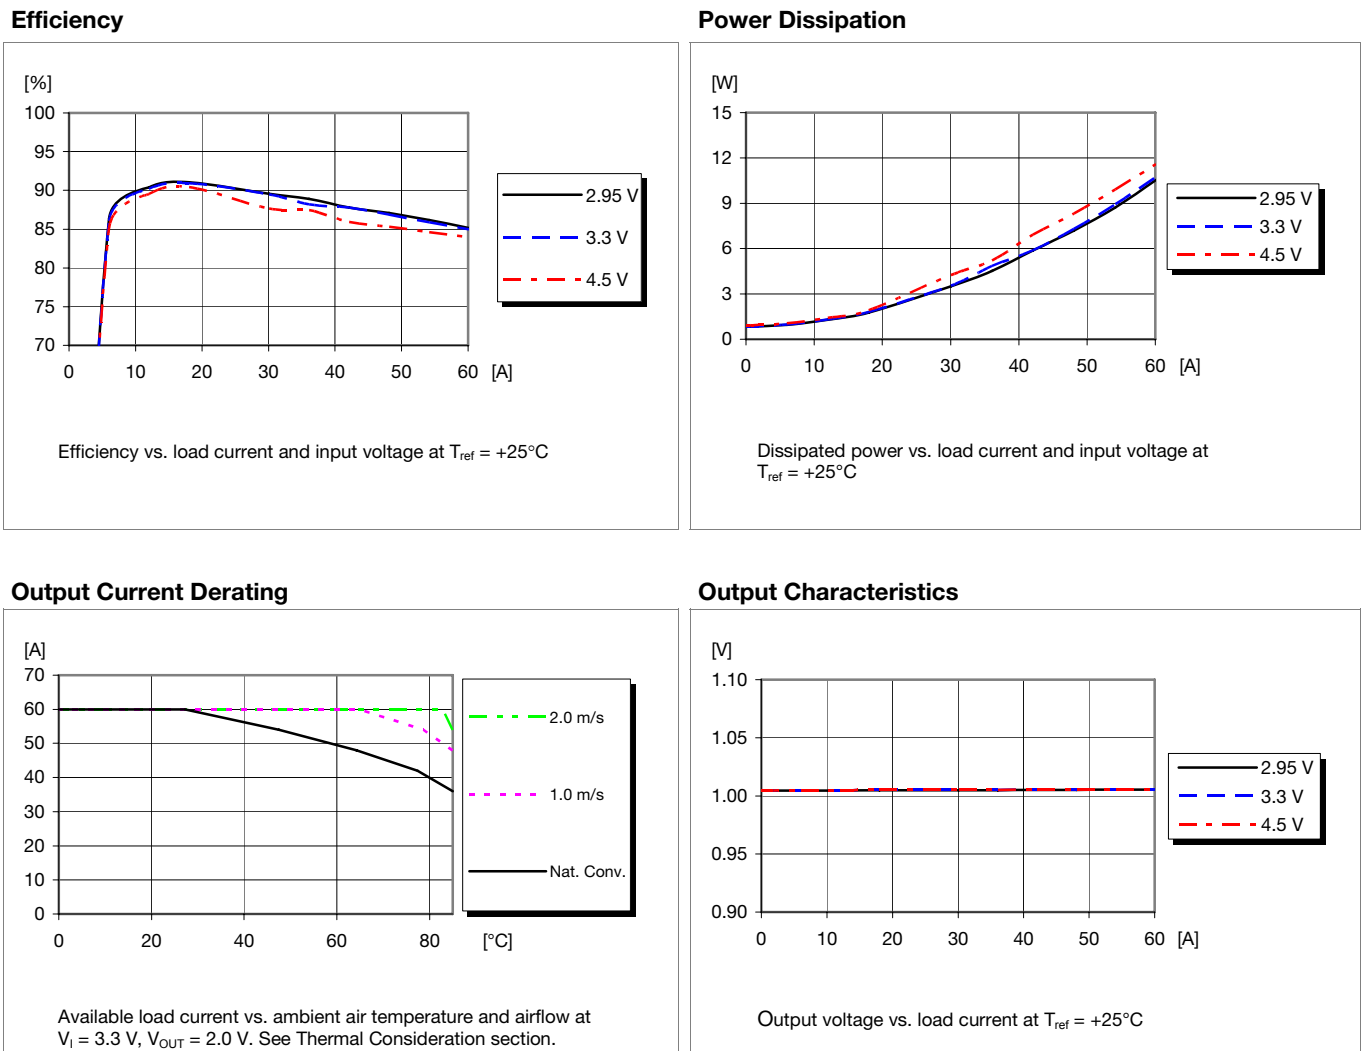 Efficiency
[%]
100
95
90
85
80
75
70
0 10 20 30 40 50 60 [A]
2.95 V
3.3 V
4.5 V
Efficiency vs. load current and input voltage at Tref = +25°C
Power Dissipation
[W]
15
12
9
6
3
0
0 10 20 30 40 50 60 [A]
2.95 V
3.3 V
4.5 V
Dissipated power vs. load current and input voltage at
Tref = +25°C
Output Current Derating
[A]
70
60
50
40
30
20
10
0
0 20 40 60 80 [°C]
2.0 m/s
1.0 m/s
Nat. Conv.
Available load current vs. ambient air temperature and airflow at
VI = 3.3 V, VOUT = 2.0 V. See Thermal Consideration section.
Output Characteristics
[V]
1.10
1.05
1.00
0.95
0.90
0 10 20 30 40 50 60 [A]
2.95 V
3.3 V
4.5 V
Output voltage vs. load current at Tref = +25°C